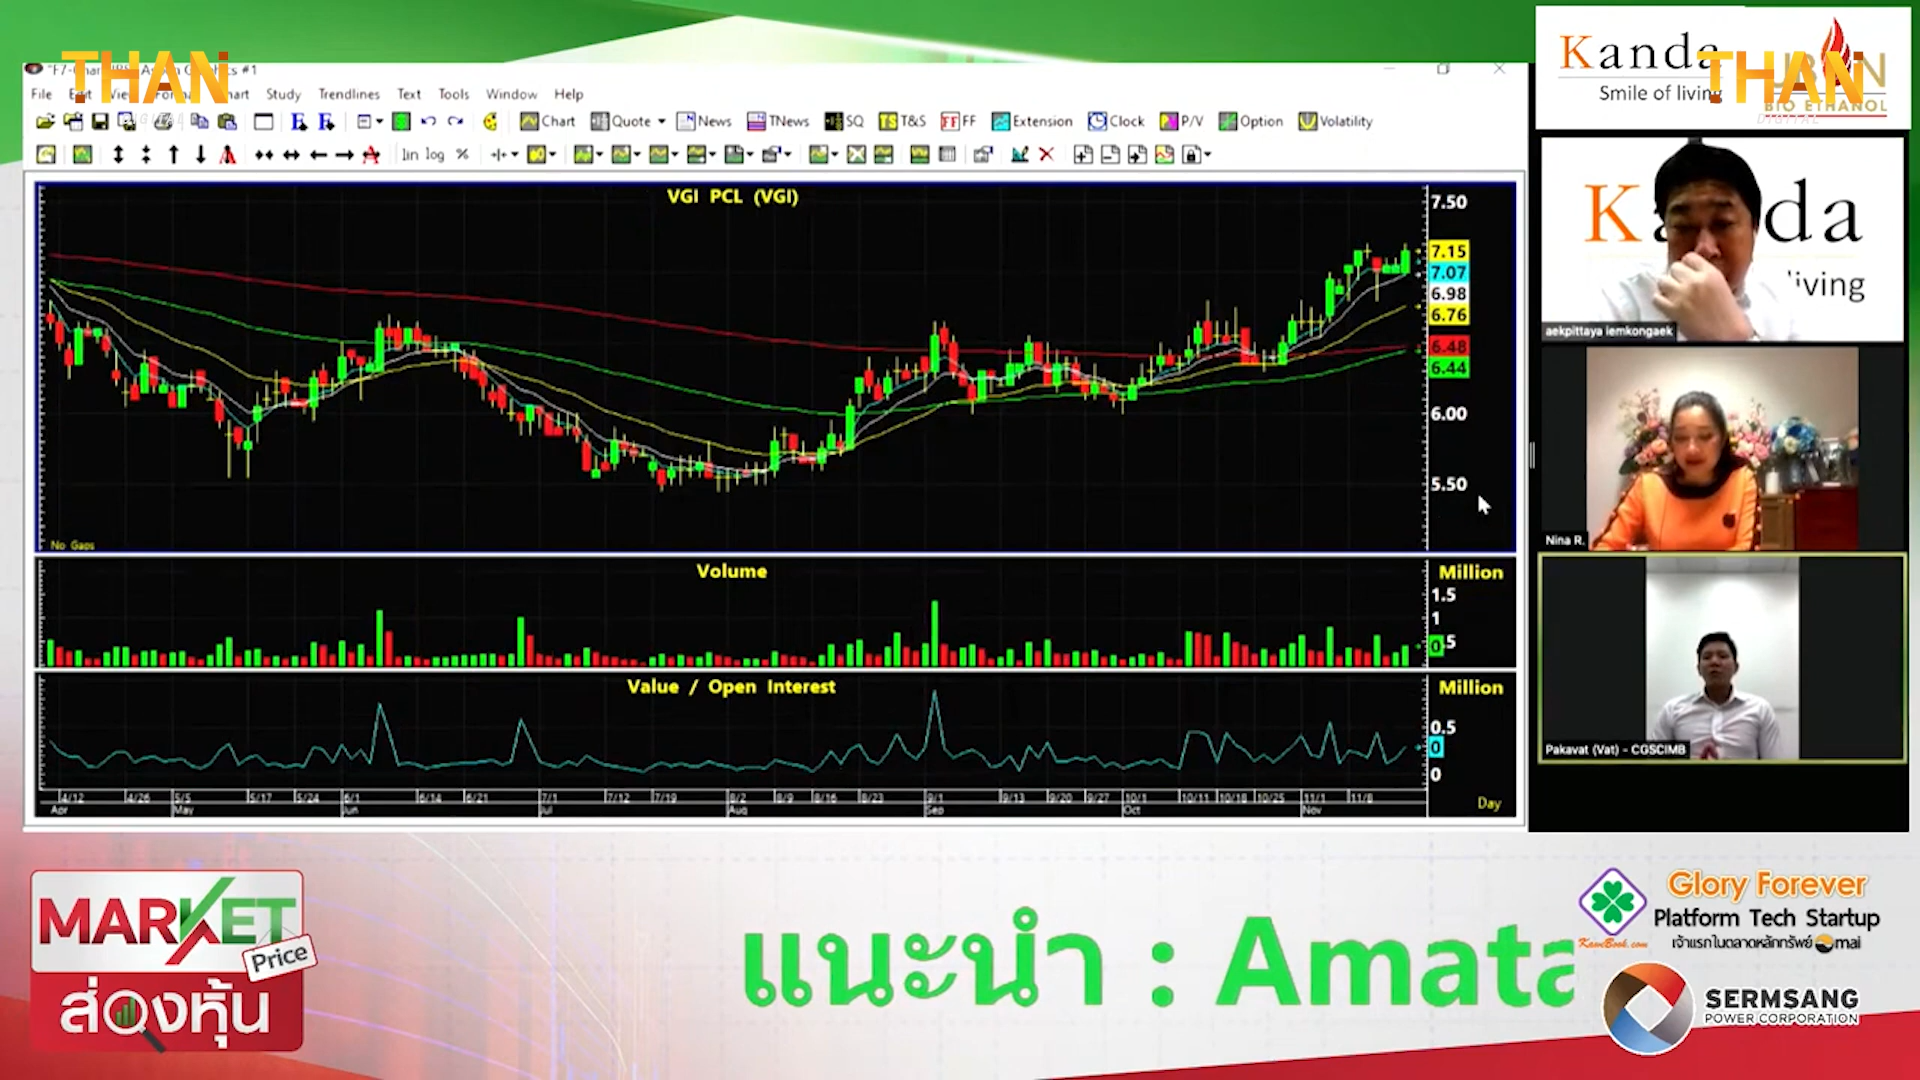 THAN
DIGITAL
File Edit View Format Chart Study Trendlines Text Tools Window Help
Chart Quote News TNews SQ T&S FF Extension Clock P/V Option Volatility
lin log %
VGI PCL (VGI)
7.50
7.15
7.07
6.98
6.76
6.48
6.44
6.00
5.50
No Gaps
Volume
Million
1.5
1
0.5
Value / Open Interest
Million
0.5
0
0
4/12 4/26 5/5 5/17 5/24 6/1 6/14 6/21 7/1 7/12 7/19 8/2 8/9 8/16 8/23 9/1 9/13 9/20 9/27 10/1 10/11 10/18 10/25 11/1 11/8
Apr May Jun Jul Aug Sep Oct Nov
Day
Kanda
Smile of living
THAN
BIO ETHANOL
DIGITAL
Kanda
living
aekpittaya iemkongaek
Nina R.
Pakavat (Vat) - CGSCIMB
MARKET
Price
ส่องหุ้น
แนะนำ : Amata
Glory Forever
Platform Tech Startup
เจ้าแรกในตลาดหลักทรัพย์ mai
KaweBook.com
SERMSANG
POWER CORPORATION